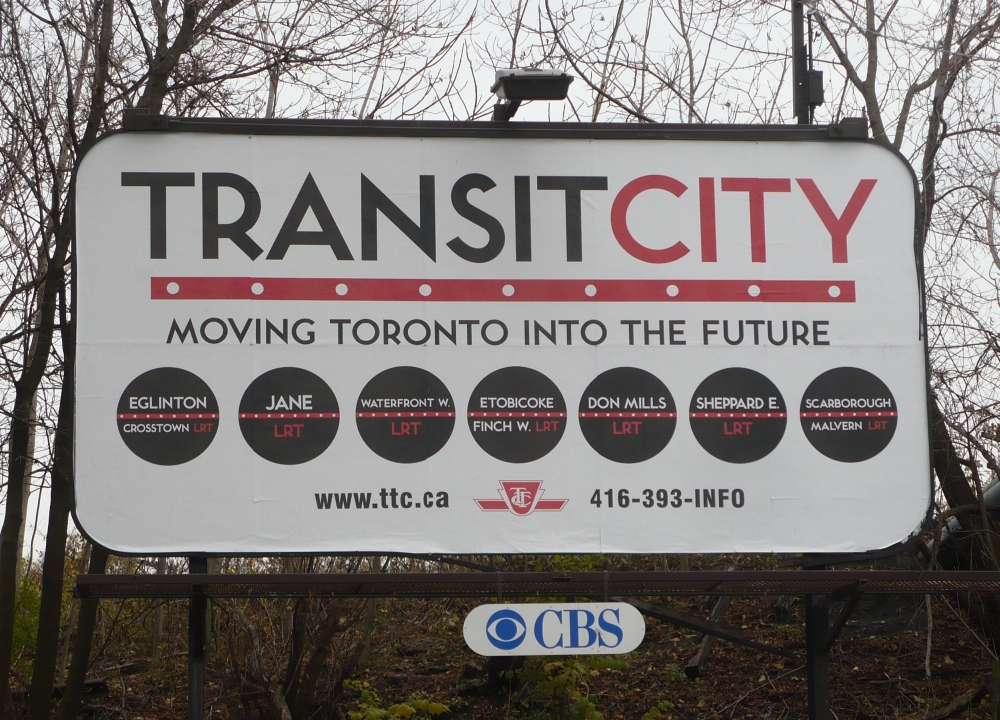 TRANSITCITY
MOVING TORONTO INTO THE FUTURE
EGLINTON
CROSSTOWN LRT
JANE
LRT
WATERFRONT W.
LRT
ETOBICOKE
FINCH W. LRT
DON MILLS
LRT
SHEPPARD E.
LRT
SCARBOROUGH
MALVERN LRT
www.ttc.ca
TTC
416-393-INFO
CBS